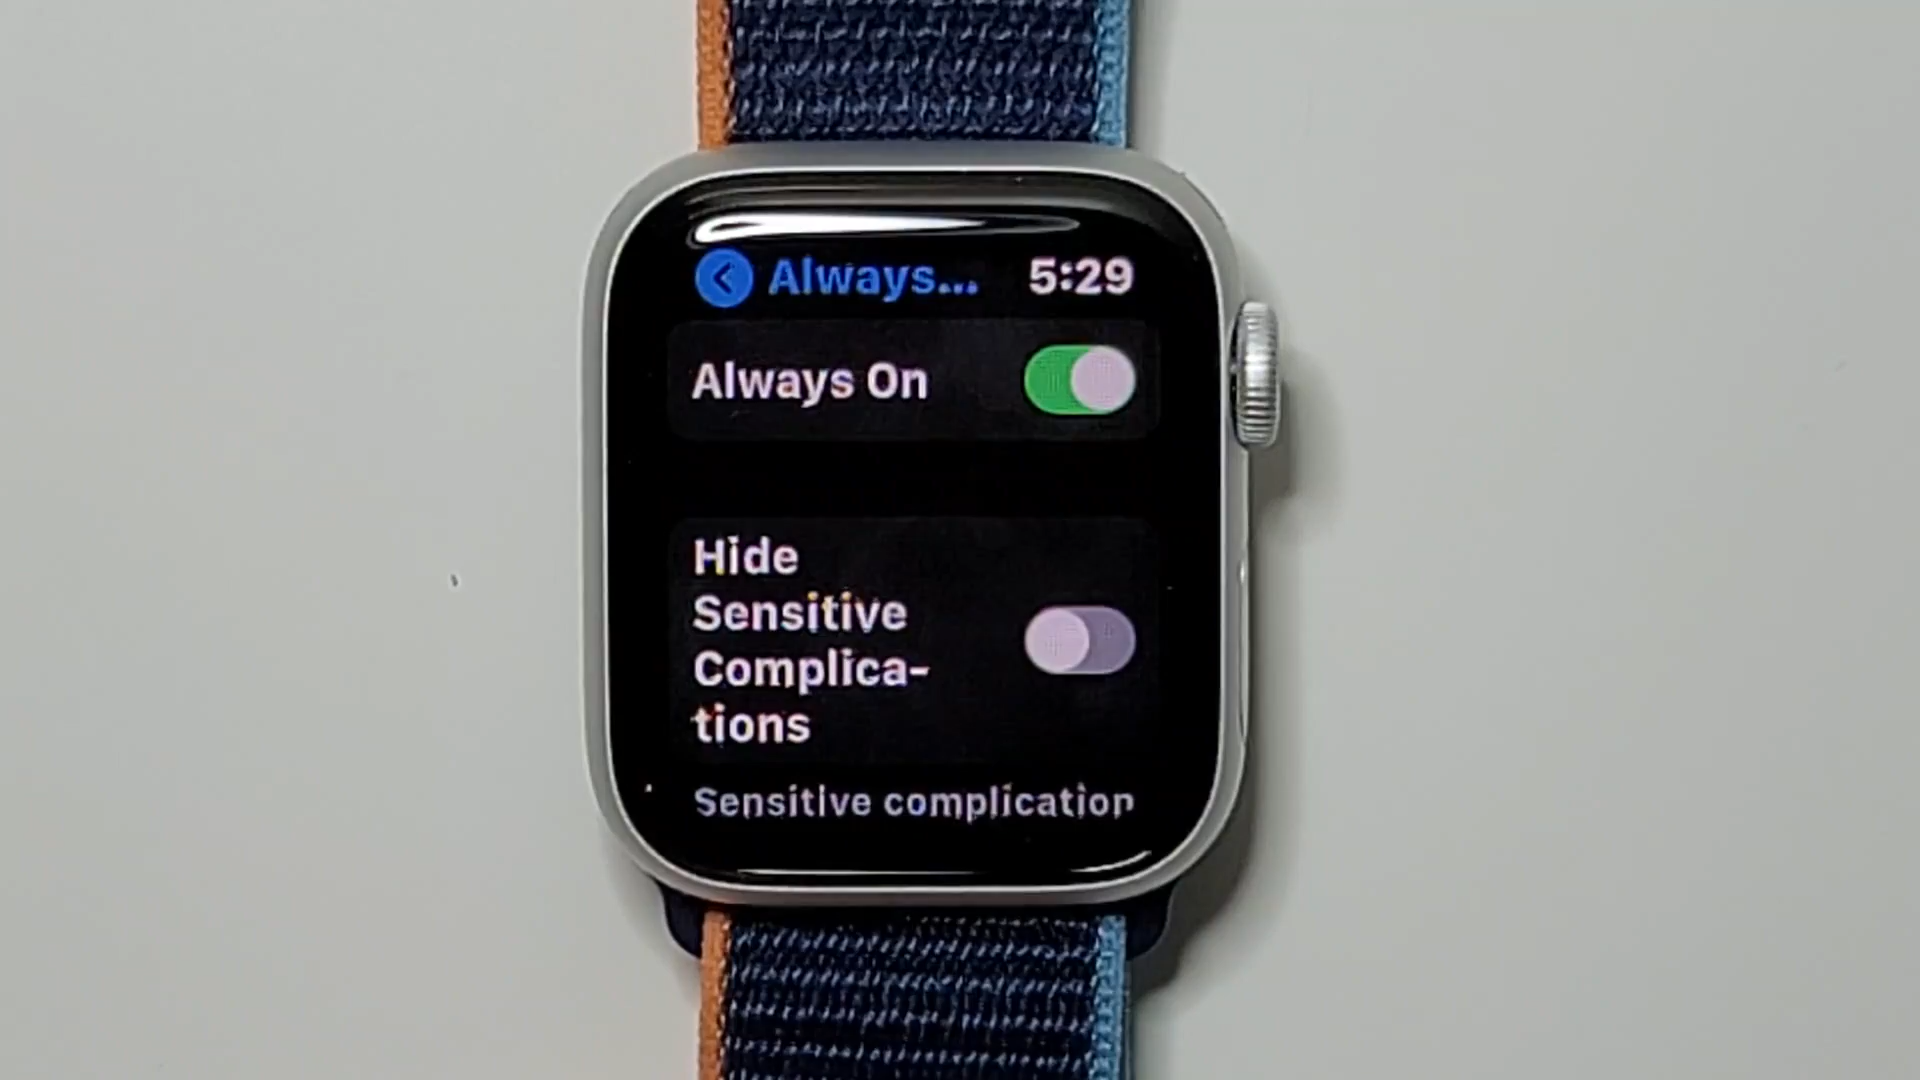 Always... 5:29
Always On
Hide
Sensitive
Complica-
tions
Sensitive complication